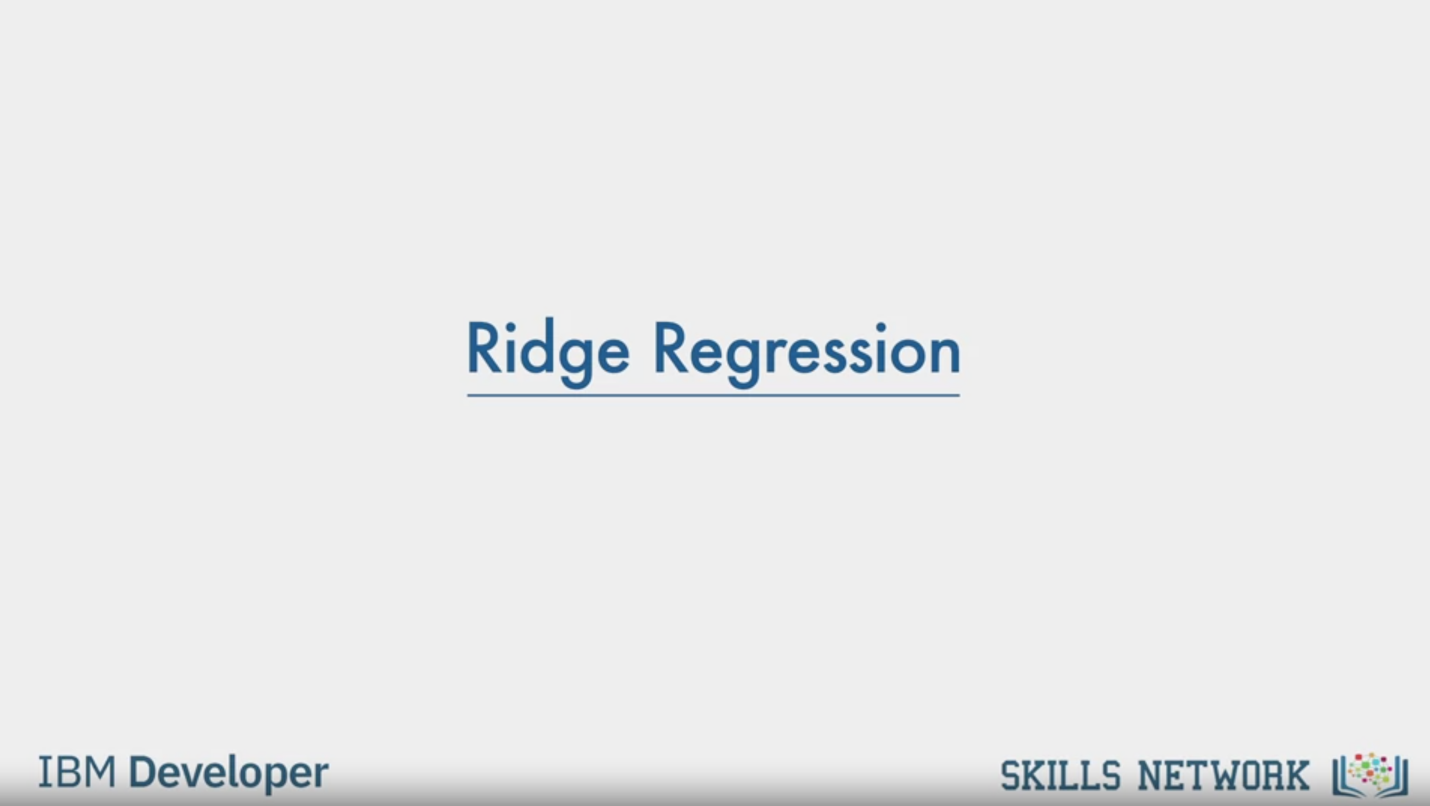 Ridge Regression
IBM Developer
SKILLS NETWORK